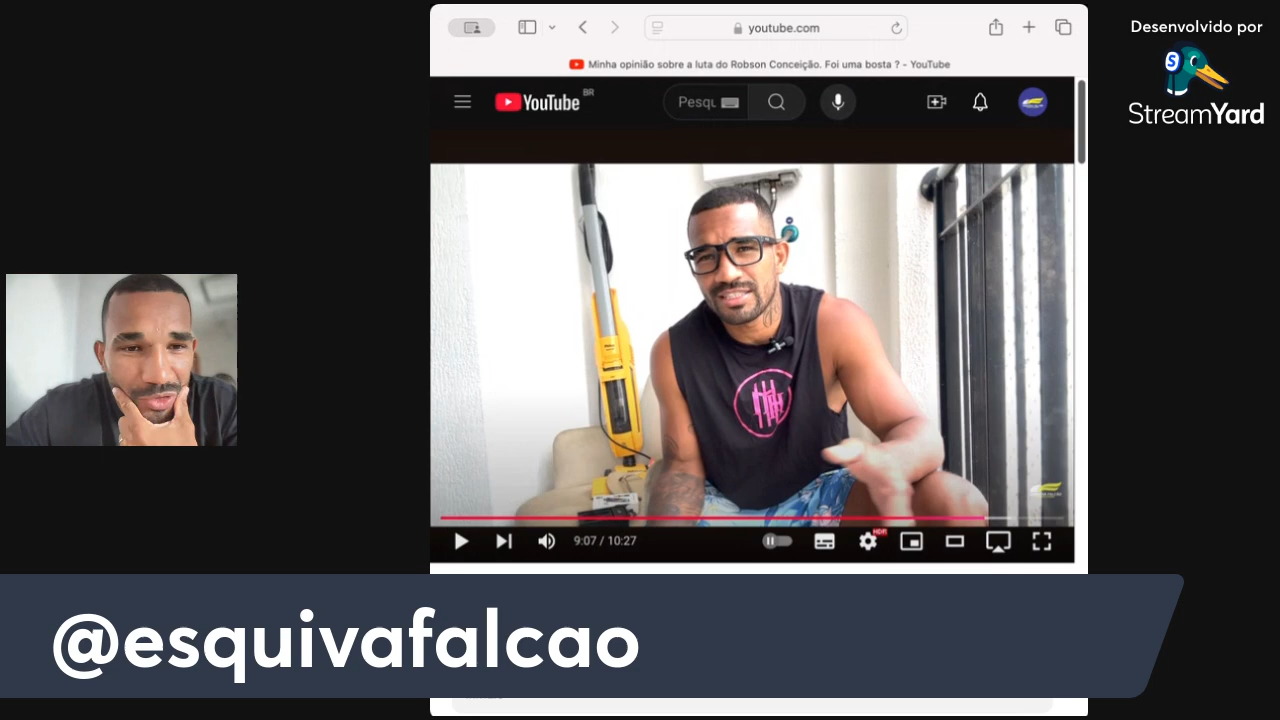 youtube.com
Desenvolvido por
StreamYard
Minha opinião sobre a luta do Robson Conceição. Foi uma bosta ? - YouTube
YouTube BR
Pesqu
9:07 / 10:27
@esquivafalcao